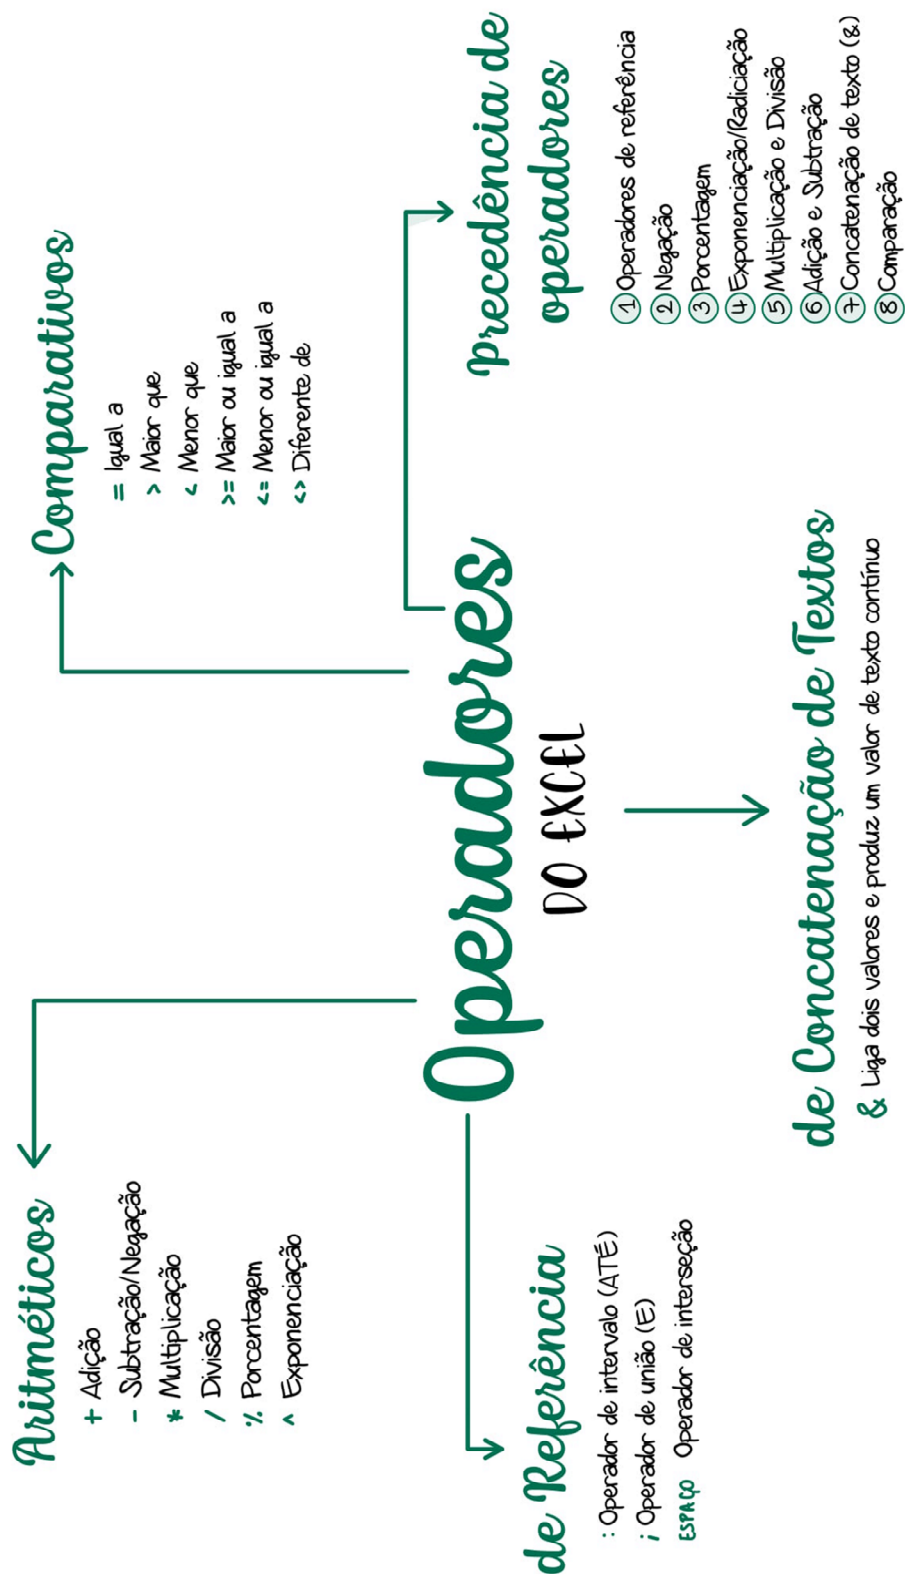 Aritméticos
+ Adição
- Subtração/Negação
* Multiplicação
/ Divisão
% Porcentagem
^ Exponenciação
Comparativos
= Igual a
> Maior que
< Menor que
>= Maior ou igual a
<= Menor ou igual a
<> Diferente de
Operadores
DO EXCEL
de Referência
: Operador de intervalo (ATÉ)
; Operador de união (E)
ESPAÇO Operador de interseção
de Concatenação de Textos
& Liga dois valores e produz um valor de texto contínuo
Precedência de
operadores
1 Operadores de referência
2 Negação
3 Porcentagem
4 Exponenciação/Radiciação
5 Multiplicação e Divisão
6 Adição e Subtração
7 Concatenação de texto (&)
8 Comparação